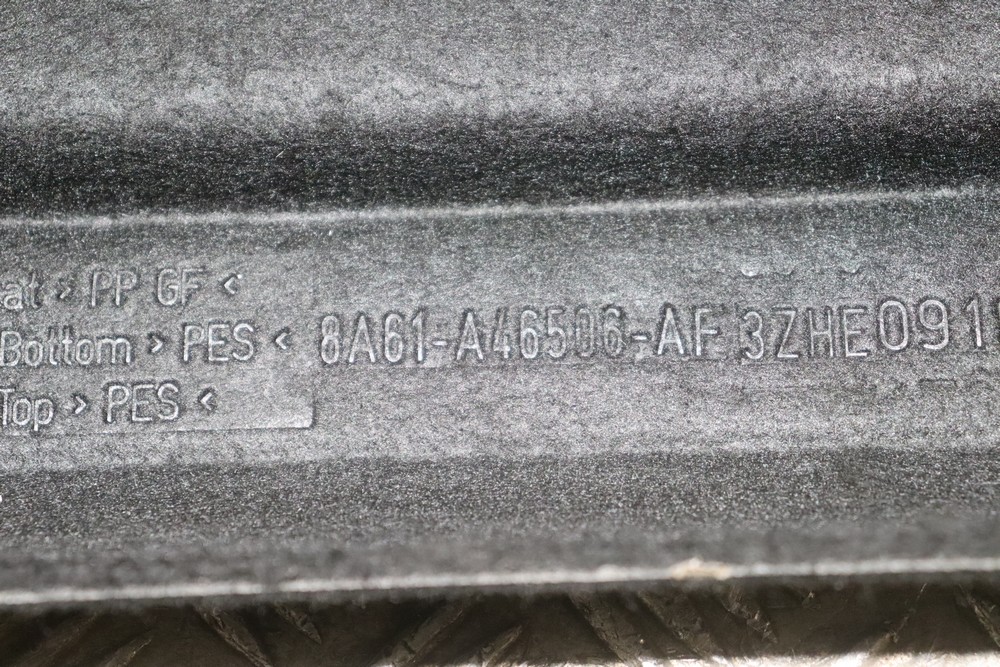 at > PP GF <
Bottom > PES < 8A61-A46506-AF 3ZHE091
Top > PES <